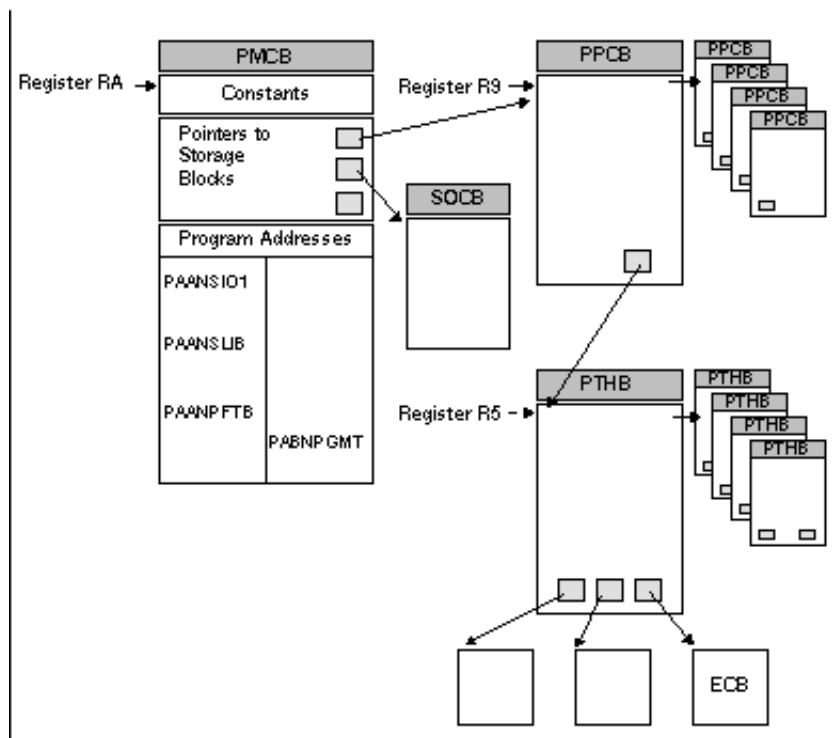 PMCB
Register RA
Constants
Pointers to
Storage
Blocks
Program Addresses
PAANSIO1
PAANSLIB
PAANPFTB
PABNPGMT
SOCB
PPCB
Register R9
PPCB
PPCB
PPCB
PPCB
PTHB
Register R5
PTHB
PTHB
PTHB
PTHB
ECB